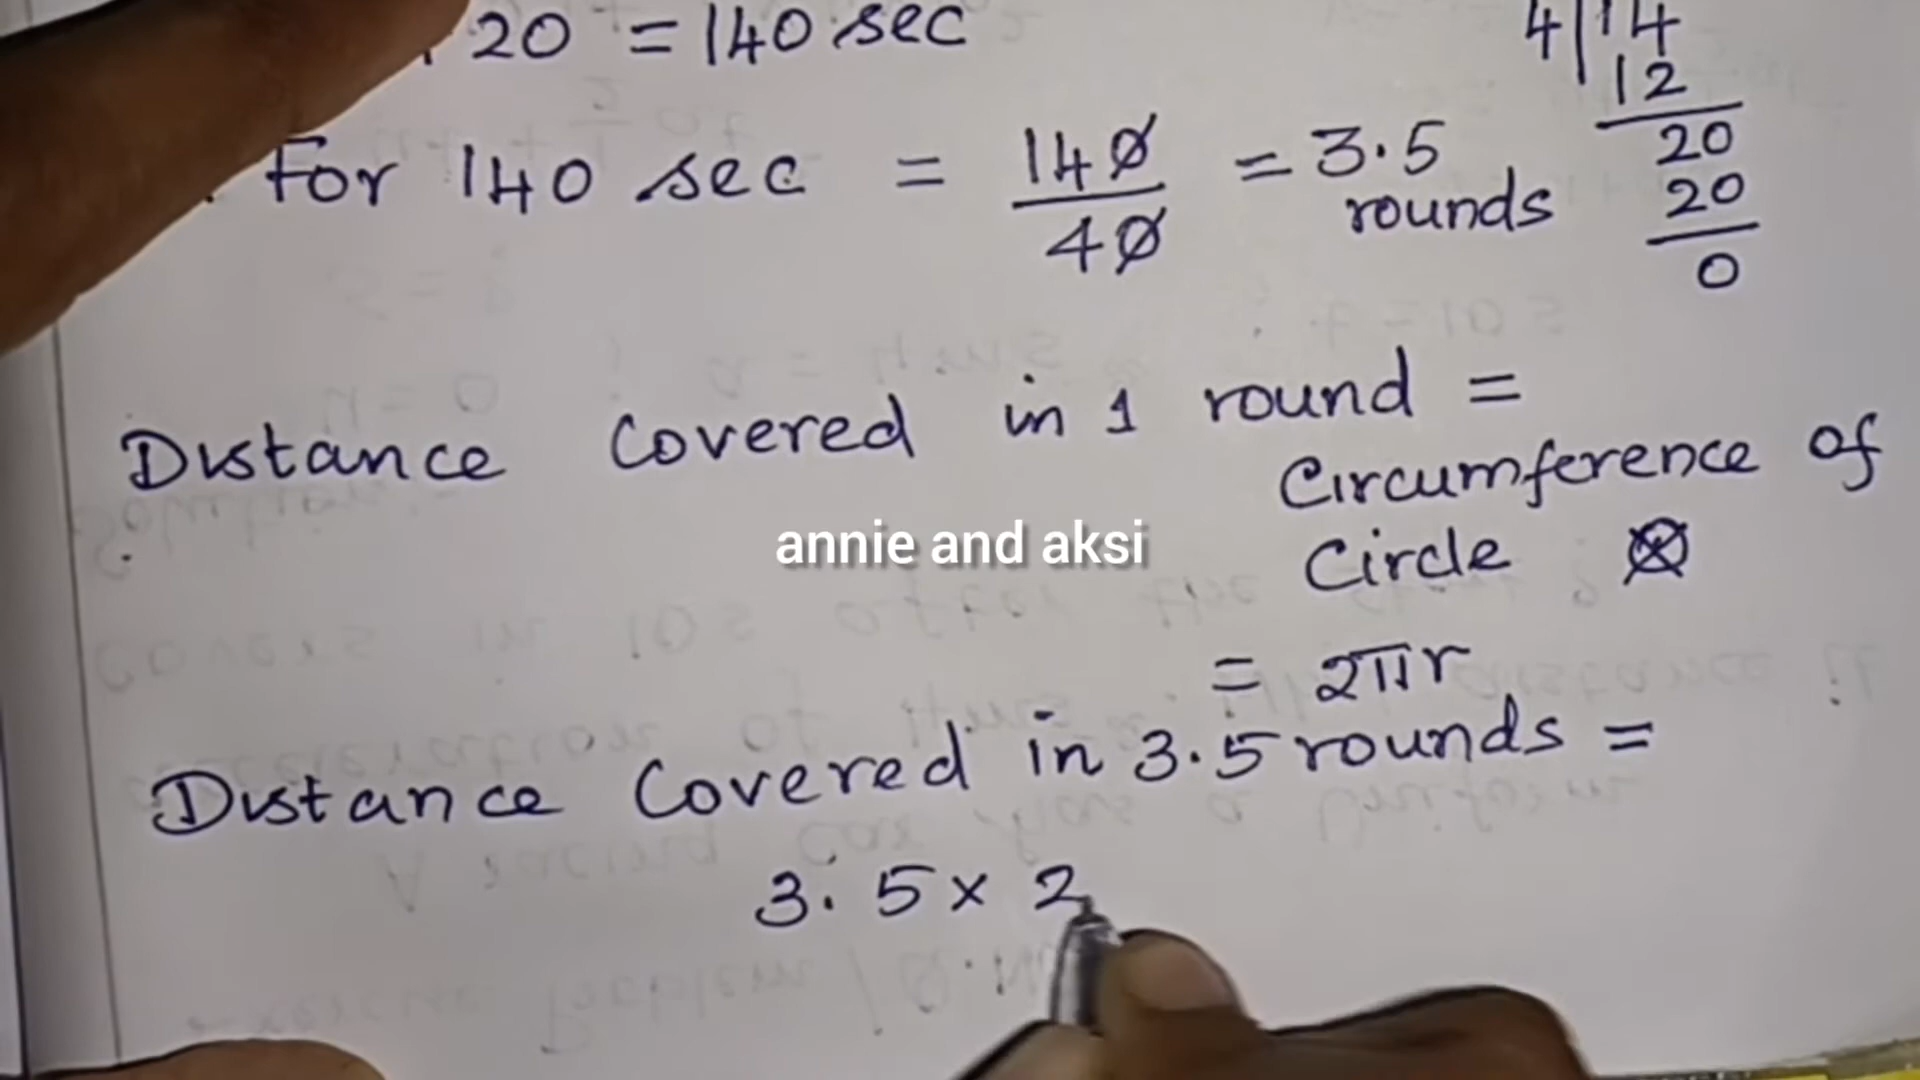 20 = 140 sec
4 14
12
20
20
0
For 140 sec = 140/40 = 3.5 rounds
Distance Covered in 1 round =
Circumference of
Circle
= 2πr
annie and aksi
Distance Covered in 3.5 rounds =
3.5 × 2